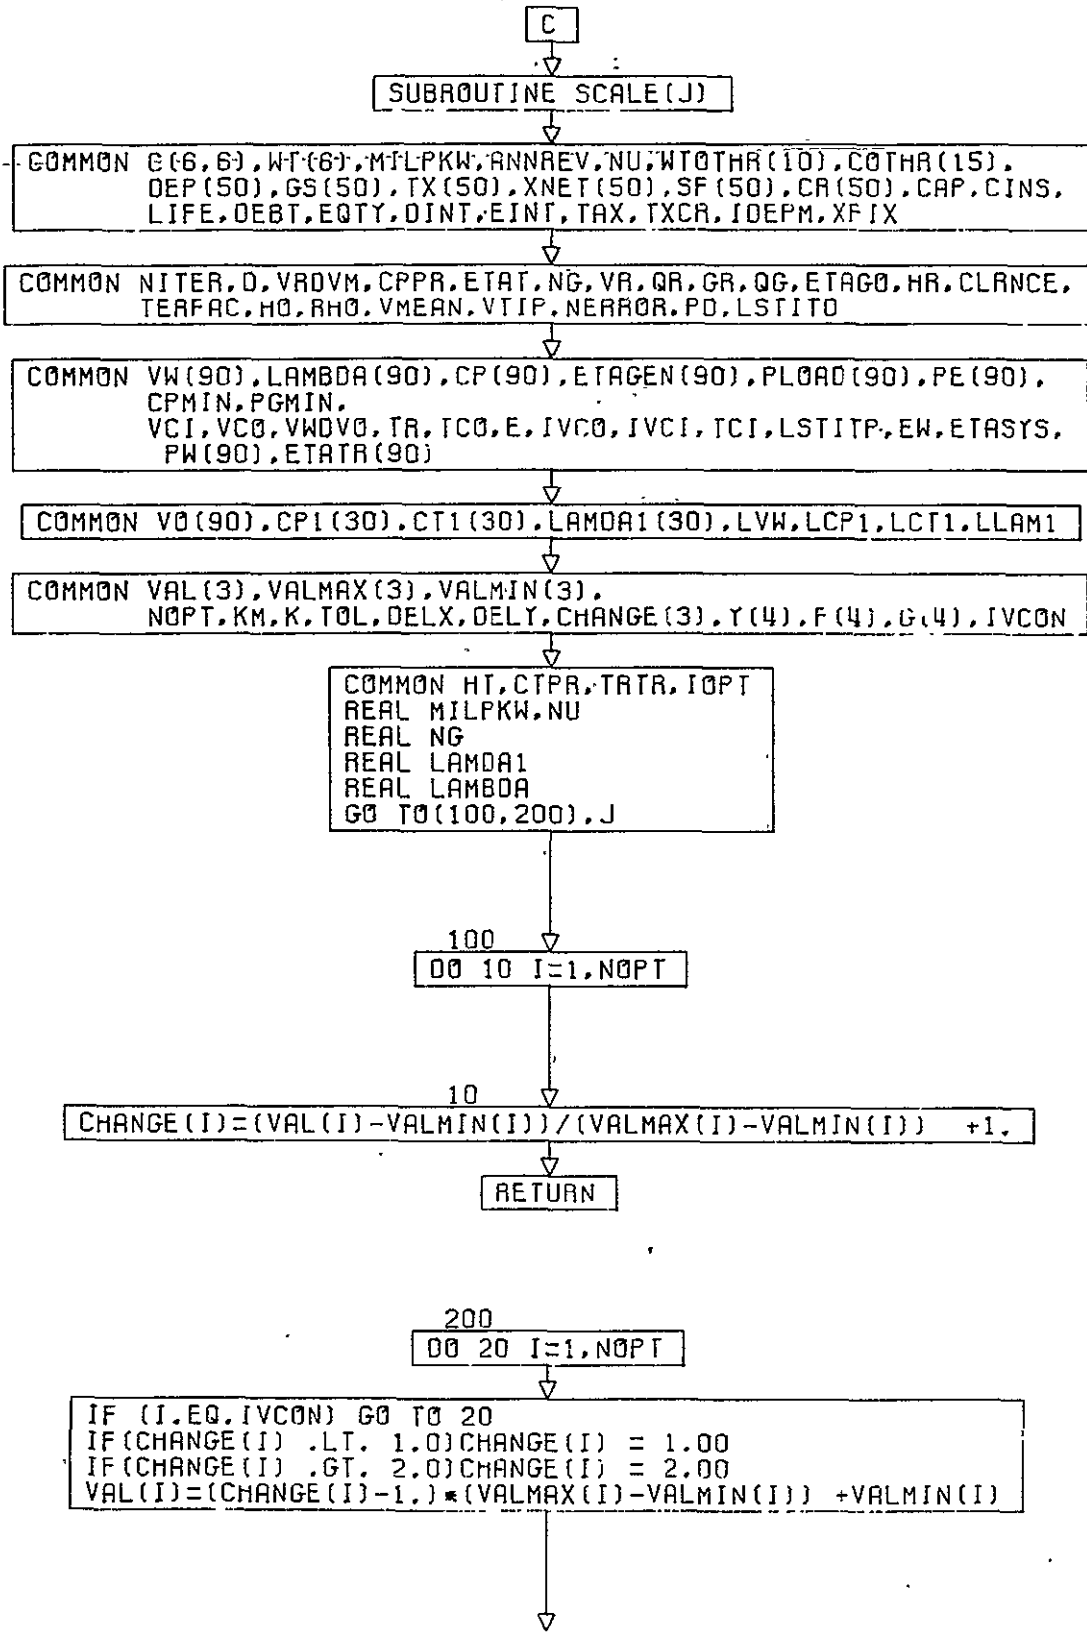 C
SUBROUTINE SCALE(J)
COMMON C(6,6),WT(6),MILPKW,ANNREV,NU,WTOTHR(10),COTHR(15),
DEP(50),GS(50),TX(50),XNET(50),SF(50),CR(50),CAP,CINS,
LIFE,DEBT,EQTY,DINT,EINT,TAX,TXCR,IDEPM,XFIX
COMMON NITER,D,VRDVM,CPPR,ETAT,NG,VR,QR,GR,QG,ETAGO,HR,CLRNCE,
TERFAC,HO,RHO,VMEAN,VTIP,NERROR,PD,LSTITO
COMMON VW(90),LAMBDA(90),CP(90),ETAGEN(90),PLOAD(90),PE(90),
CPMIN,PGMIN,
VCI,VCO,VWDVO,TR,TCO,E,IVCO,IVCI,TCI,LSTITP,EW,ETASYS,
PW(90),ETATR(90)
COMMON VO(90),CP1(30),CT1(30),LAMDA1(30),LVW,LCP1,LCT1,LLAM1
COMMON VAL(3),VALMAX(3),VALMIN(3),
NOPT,KM,K,TOL,DELX,DELY,CHANGE(3),Y(4),F(4),G(4),IVCON
COMMON HT,CTPR,TRTR,IOPT
REAL MILPKW,NU
REAL NG
REAL LAMDA1
REAL LAMBDA
GO TO(100,200),J
100
DO 10 I=1,NOPT
10
CHANGE(I)=(VAL(I)-VALMIN(I))/(VALMAX(I)-VALMIN(I)) +1.
RETURN
200
DO 20 I=1,NOPT
IF (I.EQ.IVCON) GO TO 20
IF(CHANGE(I) .LT. 1.0)CHANGE(I) = 1.00
IF(CHANGE(I) .GT. 2.0)CHANGE(I) = 2.00
VAL(I)=(CHANGE(I)-1.)*(VALMAX(I)-VALMIN(I)) +VALMIN(I)